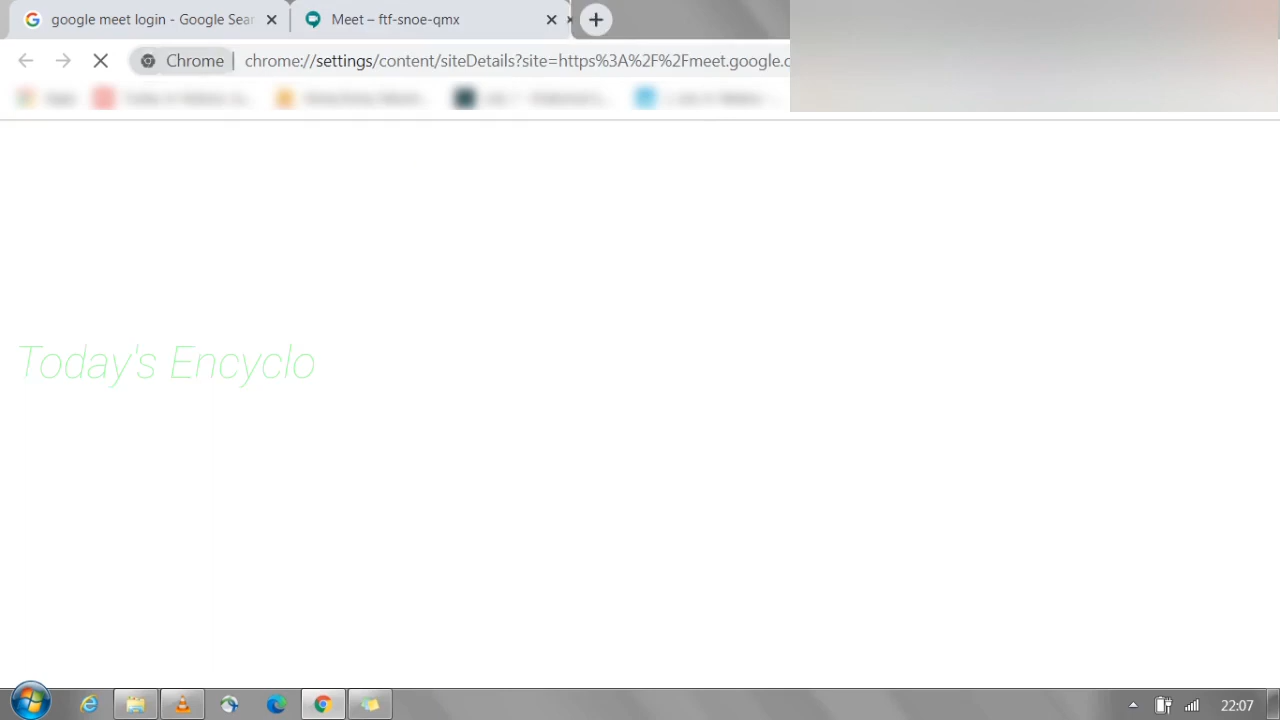 google meet login - Google Sear
Meet – ftf-snoe-qmx
Chrome
chrome://settings/content/siteDetails?site=https%3A%2F%2Fmeet.google.c
Today's Encyclo
22:07